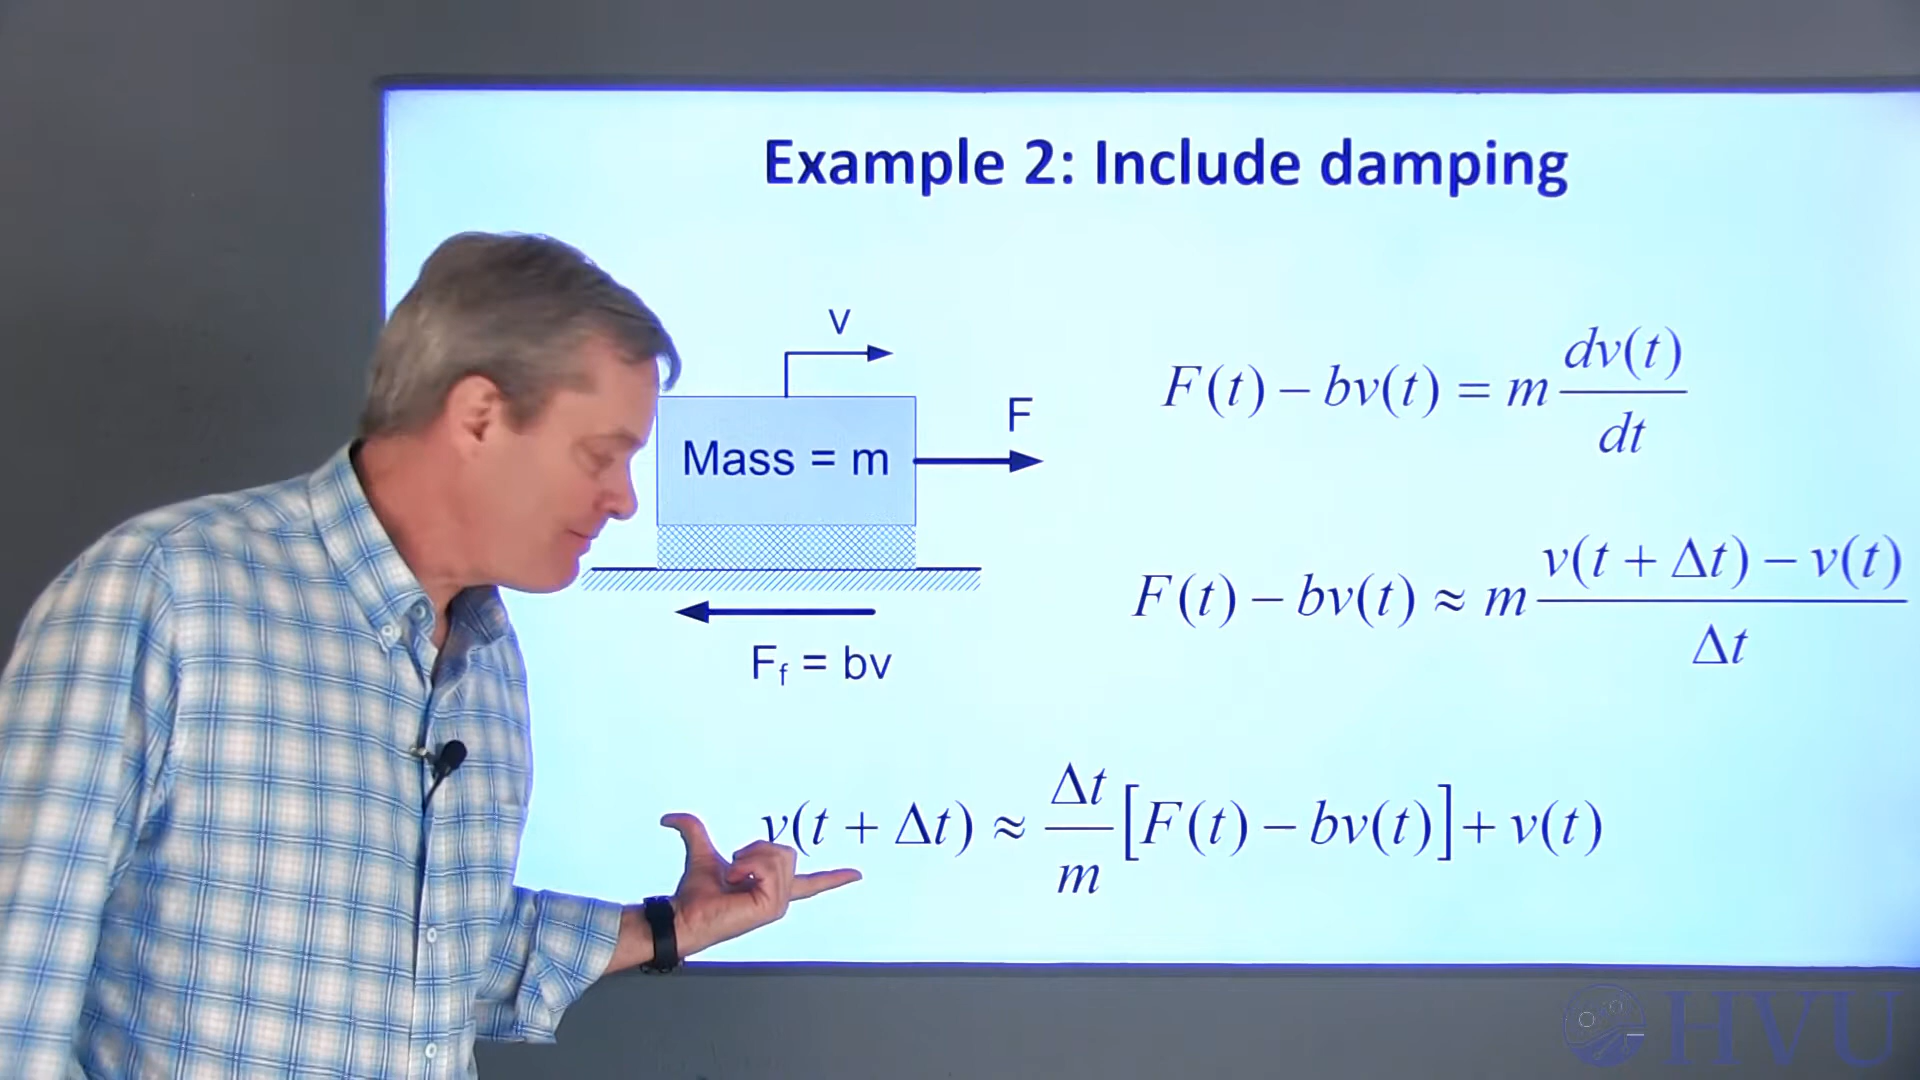 Example 2: Include damping
v
F
Mass = m
F_f = bv
F(t) − bv(t) = m dv(t)/dt
F(t) − bv(t) ≈ m (v(t + Δt) − v(t))/Δt
v(t + Δt) ≈ Δt/m [F(t) − bv(t)] + v(t)
HVU